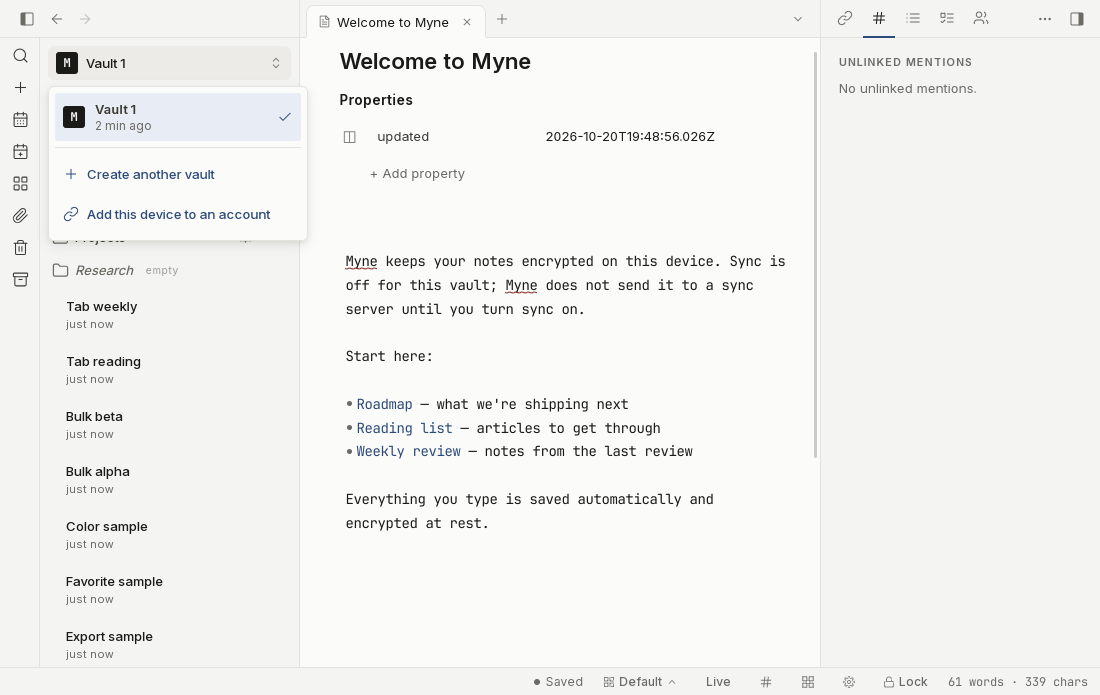 Welcome to Myne
M Vault 1
M Vault 1
2 min ago
Create another vault
Add this device to an account
Projects
Research empty
Tab weekly
just now
Tab reading
just now
Bulk beta
just now
Bulk alpha
just now
Color sample
just now
Favorite sample
just now
Export sample
just now
Welcome to Myne
Properties
updated 2026-10-20T19:48:56.026Z
+ Add property
Myne keeps your notes encrypted on this device. Sync is
off for this vault; Myne does not send it to a sync
server until you turn sync on.
Start here:
• Roadmap — what we're shipping next
• Reading list — articles to get through
• Weekly review — notes from the last review
Everything you type is saved automatically and
encrypted at rest.
UNLINKED MENTIONS
No unlinked mentions.
Saved Default Live Lock 61 words · 339 chars